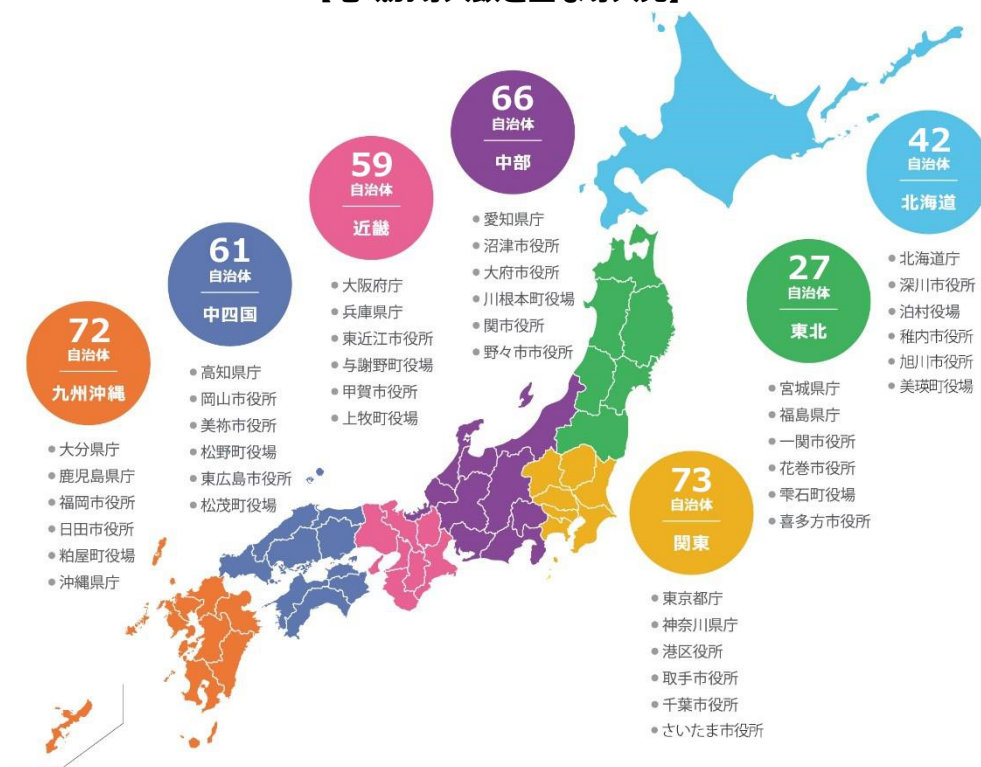 66
自治体
中部
愛知県庁
沼津市役所
大府市役所
川根本町役場
関市役所
野々市市役所
42
自治体
北海道
北海道庁
深川市役所
泊村役場
稚内市役所
旭川市役所
美瑛町役場
59
自治体
近畿
大阪府庁
兵庫県庁
東近江市役所
与謝野町役場
甲賀市役所
上牧町役場
61
自治体
中四国
高知県庁
岡山市役所
美祢市役所
松野町役場
東広島市役所
松茂町役場
27
自治体
東北
宮城県庁
福島県庁
一関市役所
花巻市役所
雫石町役場
喜多方市役所
72
自治体
九州沖縄
大分県庁
鹿児島県庁
福岡市役所
日田市役所
粕屋町役場
沖縄県庁
73
自治体
関東
東京都庁
神奈川県庁
港区役所
取手市役所
千葉市役所
さいたま市役所